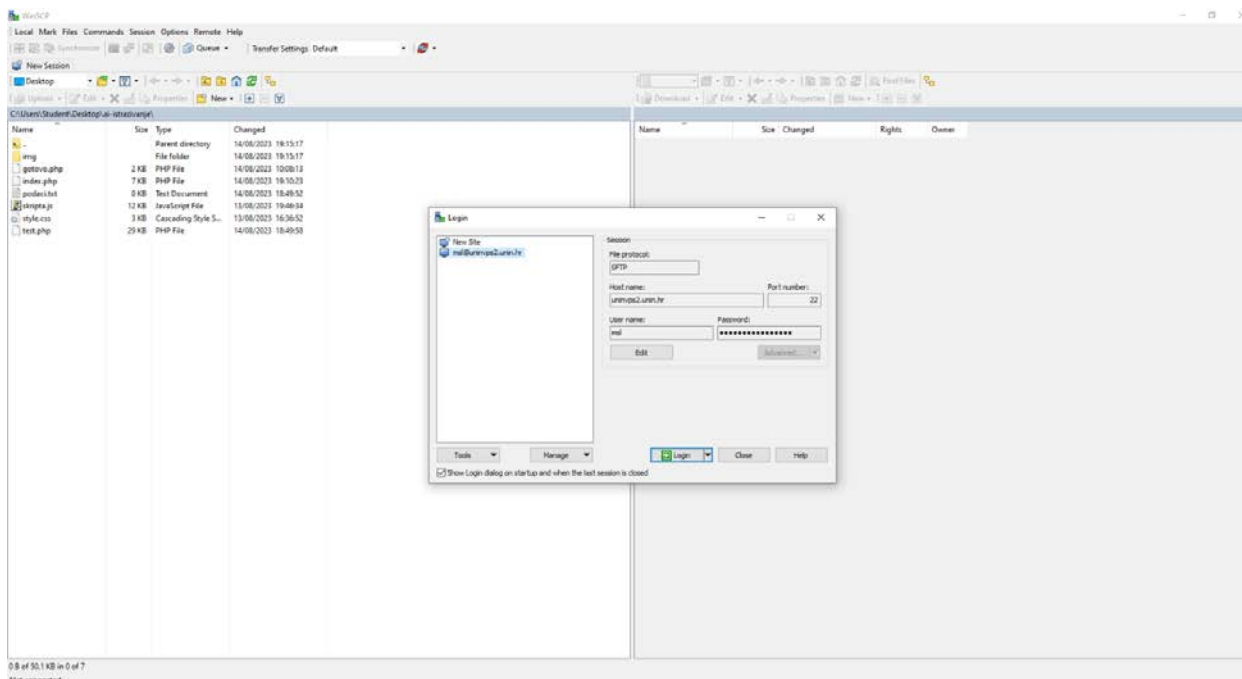 WinSCP
Local Mark Files Commands Session Options Remote Help
Synchronize Queue Transfer Settings Default
New Session
Desktop Find Files
Upload Edit Properties New Download Edit Properties New
C:\Users\Student\Desktop\ai-istrazivanje\
Name Size Type Changed Name Size Changed Rights Owner
.. Parent directory 14/08/2023 19:15:17
img File folder 14/08/2023 19:15:17
gotovo.php 2 KB PHP File 14/08/2023 10:08:13
index.php 7 KB PHP File 14/08/2023 19:10:23
podaci.txt 0 KB Text Document 14/08/2023 18:49:52
skripta.js 12 KB JavaScript File 13/08/2023 19:46:34
style.css 3 KB Cascading Style S... 13/08/2023 16:36:52
test.php 29 KB PHP File 14/08/2023 18:49:58
Login
New Site
msl@uninvps2.unin.hr
Session
File protocol:
SFTP
Host name: Port number:
uninvps2.unin.hr 22
User name: Password:
msl
Edit Advanced...
Tools Manage Login Close Help
Show Login dialog on startup and when the last session is closed
0 B of 50.1 KB in 0 of 7